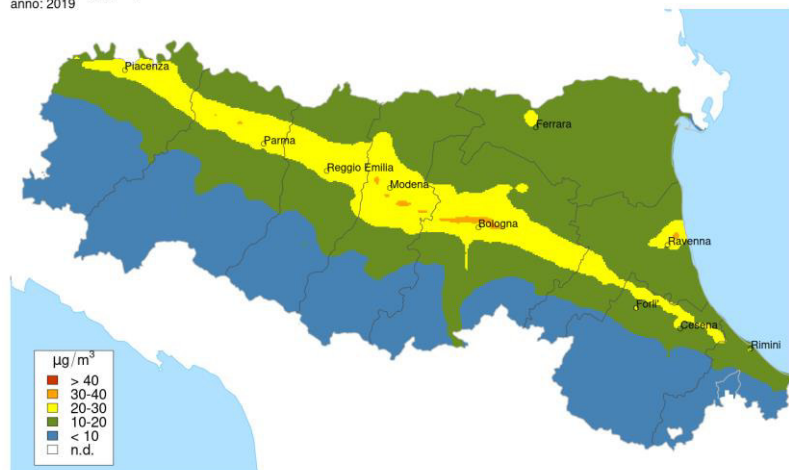 anno: 2019
Piacenza
Ferrara
Parma
Reggio Emilia
Modena
Bologna
Ravenna
Forli'
Cesena
Rimini
µg/m³
> 40
30-40
20-30
10-20
< 10
n.d.